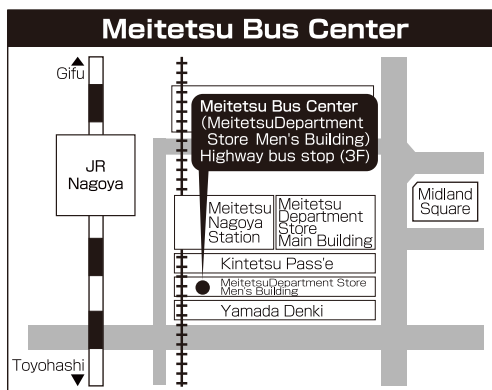 Meitetsu Bus Center
Gifu
Meitetsu Bus Center
(MeitetsuDepartment
Store Men's Building)
Highway bus stop (3F)
JR
Nagoya
Meitetsu
Nagoya
Station
Meitetsu
Department
Store
Main Building
Midland
Square
Kintetsu Pass'e
MeitetsuDepartment Store
Men's Building
Yamada Denki
Toyohashi